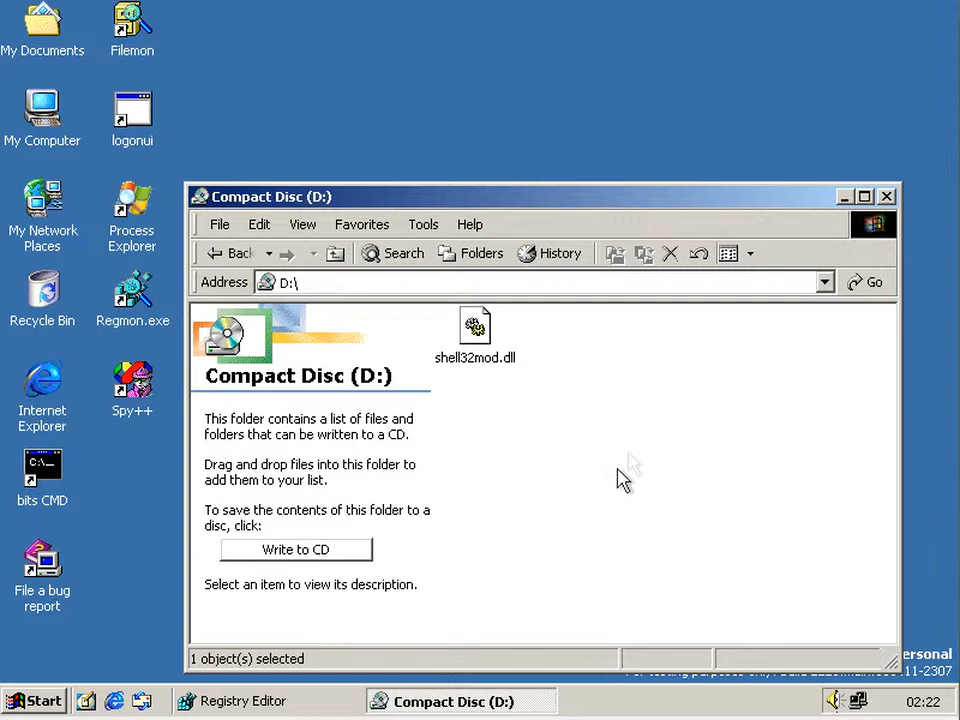 My Documents
Filemon
My Computer
logonui
My Network
Places
Process
Explorer
Recycle Bin
Regmon.exe
Internet
Explorer
Spy++
C:\_
bits CMD
File a bug
report
Compact Disc (D:)
File Edit View Favorites Tools Help
Back Search Folders History
Address D:\ Go
shell32mod.dll
Compact Disc (D:)
This folder contains a list of files and
folders that can be written to a CD.
Drag and drop files into this folder to
add them to your list.
To save the contents of this folder to a
disc, click:
Write to CD
Select an item to view its description.
1 object(s) selected
ersonal
11-2307
Start Registry Editor Compact Disc (D:) 02:22